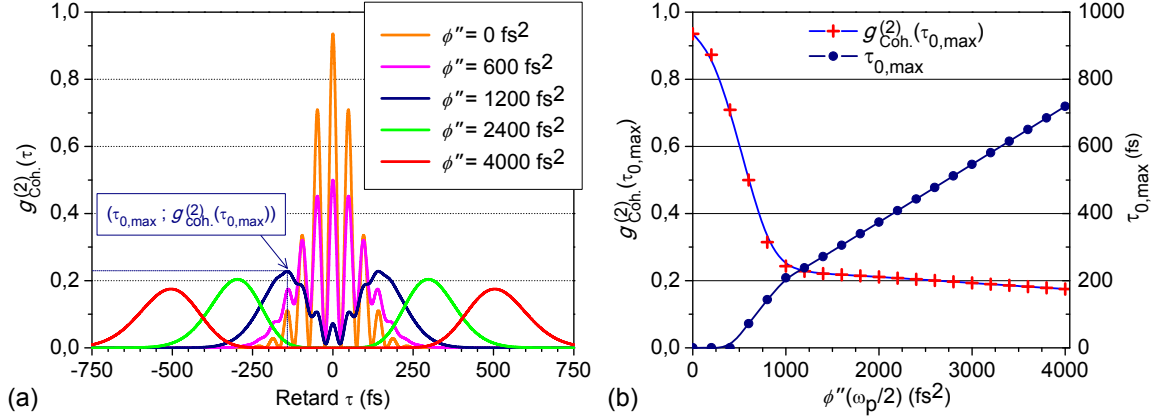 1,0
0,8
0,6
0,4
0,2
0,0
-750
-500
-250
0
250
500
750
g(2)Coh.(τ)
Retard τ (fs)
(a)
ϕ″= 0 fs2
ϕ″= 600 fs2
ϕ″= 1200 fs2
ϕ″= 2400 fs2
ϕ″= 4000 fs2
(τ0,max ; g(2)coh.(τ0,max))
1,0
0,8
0,6
0,4
0,2
0,0
0
1000
2000
3000
4000
g(2)Coh.(τ0,max)
ϕ″(ωp/2) (fs2)
(b)
g(2)Coh.(τ0,max)
τ0,max
1000
800
600
400
200
0
τ0,max (fs)